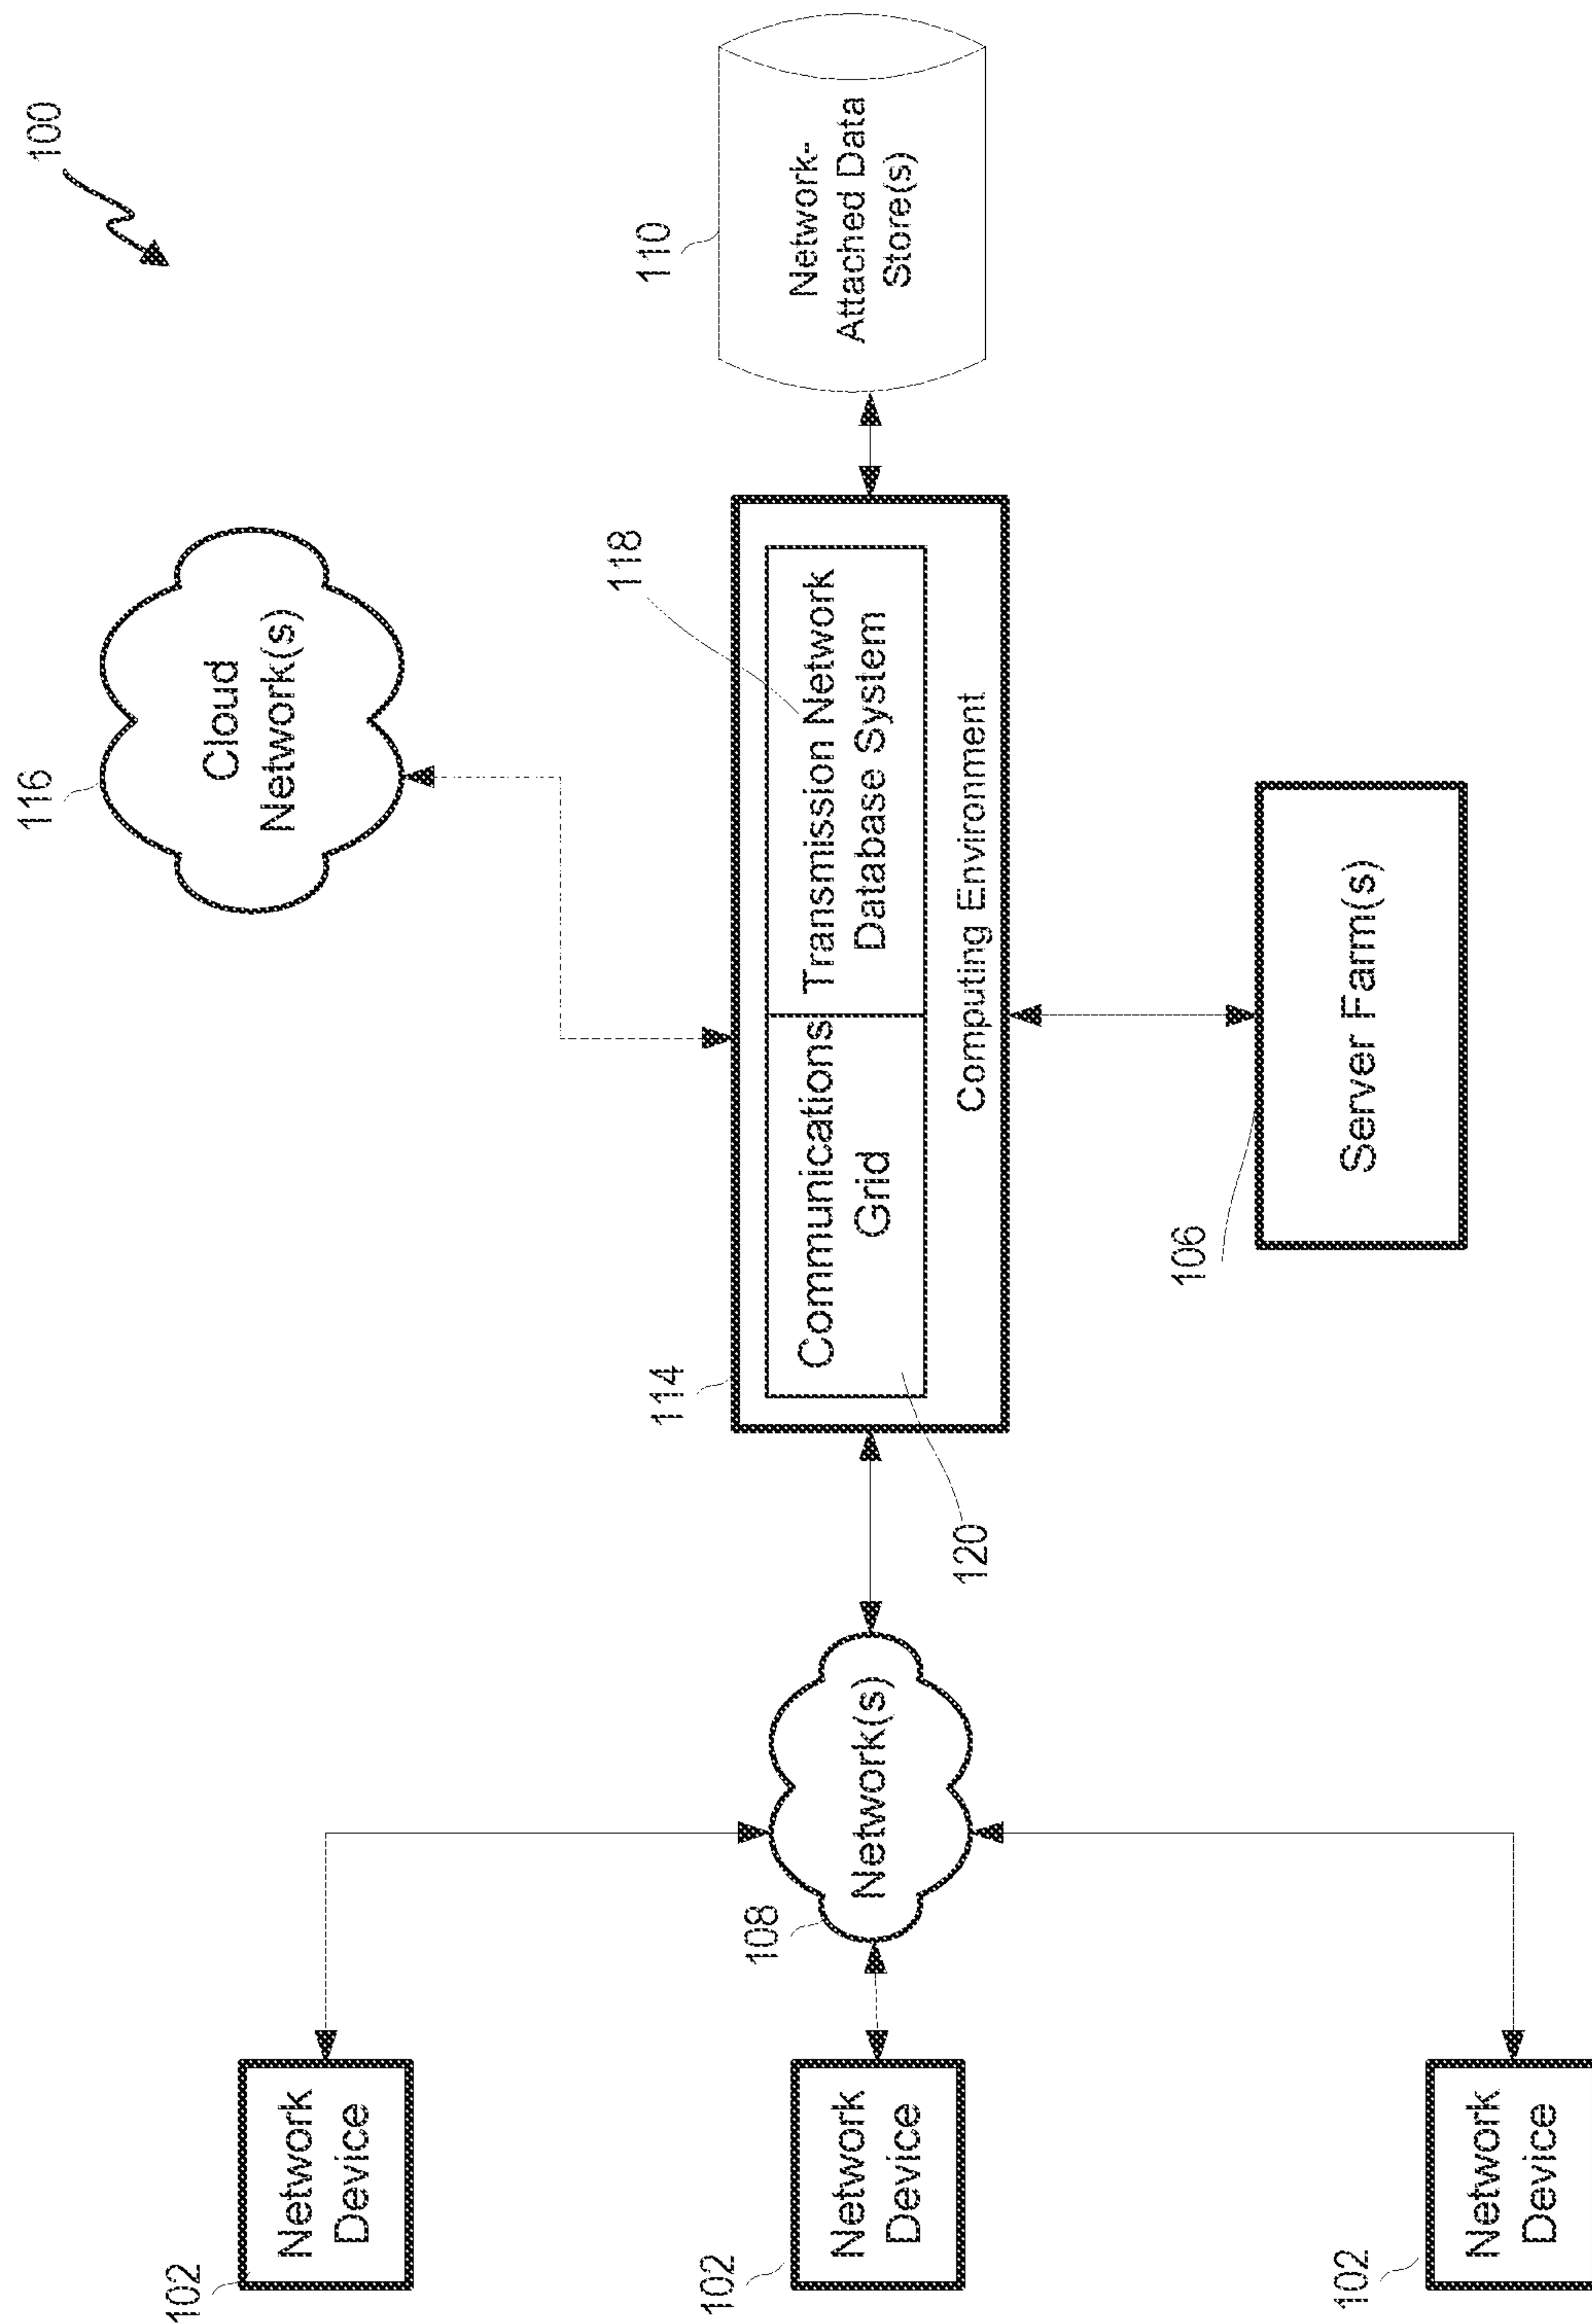 100
116
Cloud
Network(s)
102
Network
Device
108
Network(s)
114
118
110
Communications
Grid
Transmission Network
Database System
Computing Environment
Network-
Attached Data
Store(s)
102
Network
Device
120
106
Server Farm(s)
102
Network
Device